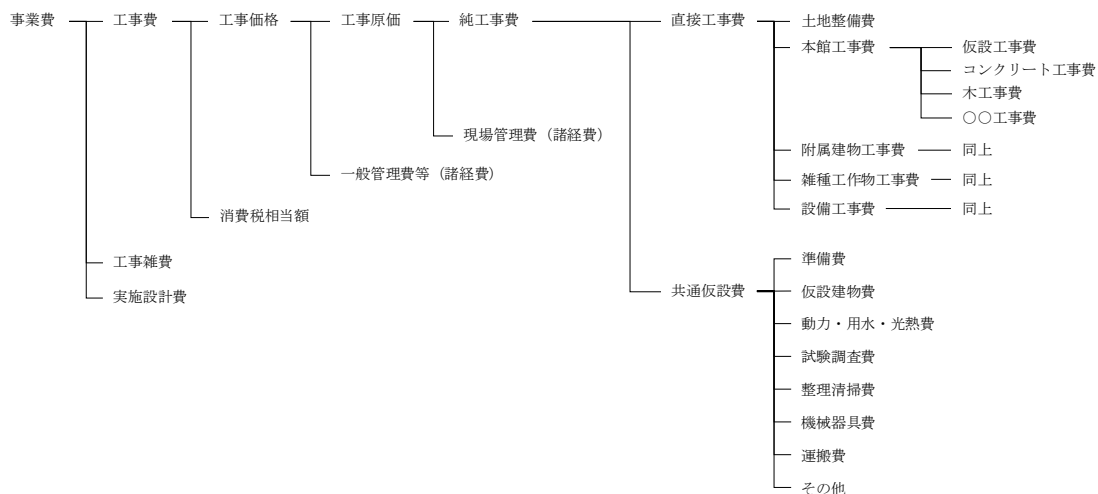 事業費 工事費 工事価格 工事原価 純工事費 直接工事費 土地整備費
本館工事費 仮設工事費
コンクリート工事費
木工事費
○○工事費
現場管理費（諸経費）
附属建物工事費 同上
一般管理費等（諸経費）
雑種工作物工事費 同上
設備工事費 同上
消費税相当額
準備費
工事雑費
共通仮設費 仮設建物費
実施設計費
動力・用水・光熱費
試験調査費
整理清掃費
機械器具費
運搬費
その他